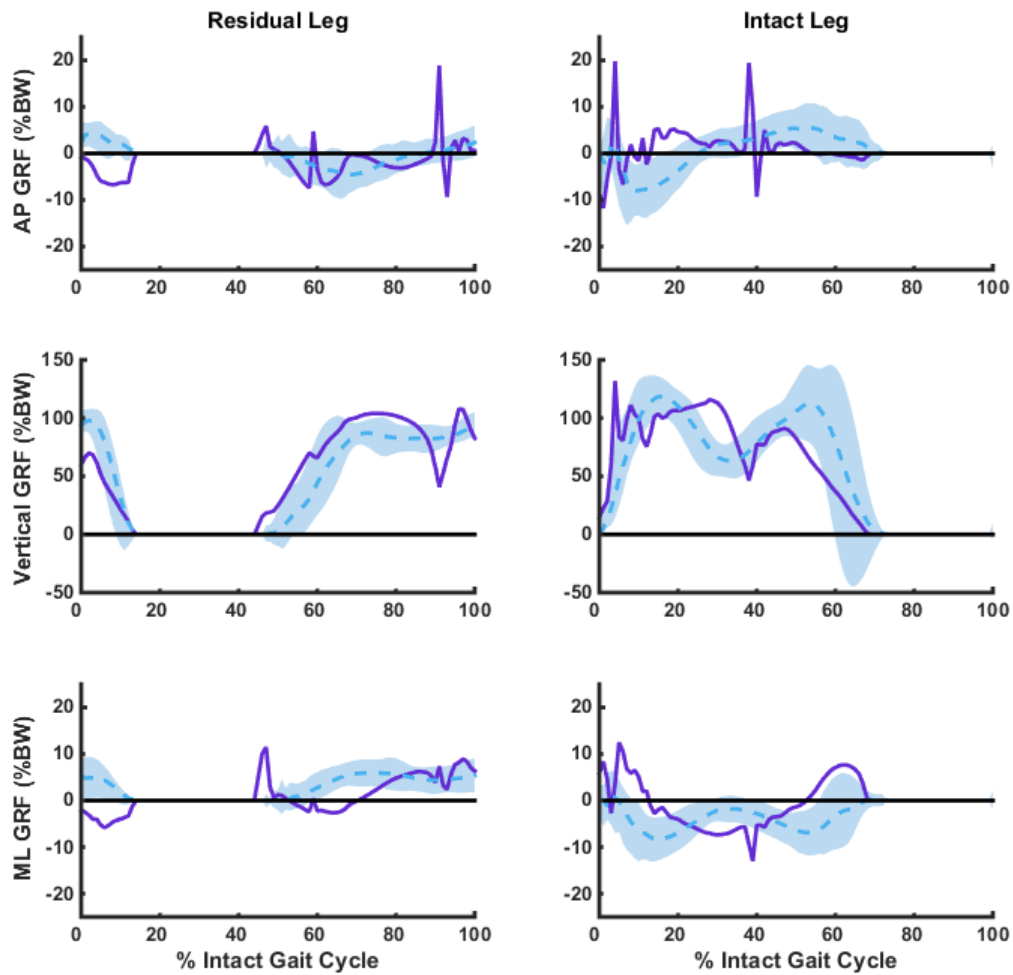 Residual Leg
Intact Leg
AP GRF (%BW)
20
10
0
-10
-20
0 20 40 60 80 100
20
10
0
-10
-20
0 20 40 60 80 100
Vertical GRF (%BW)
150
100
50
0
-50
0 20 40 60 80 100
150
100
50
0
-50
0 20 40 60 80 100
ML GRF (%BW)
20
10
0
-10
-20
0 20 40 60 80 100
% Intact Gait Cycle
20
10
0
-10
-20
0 20 40 60 80 100
% Intact Gait Cycle